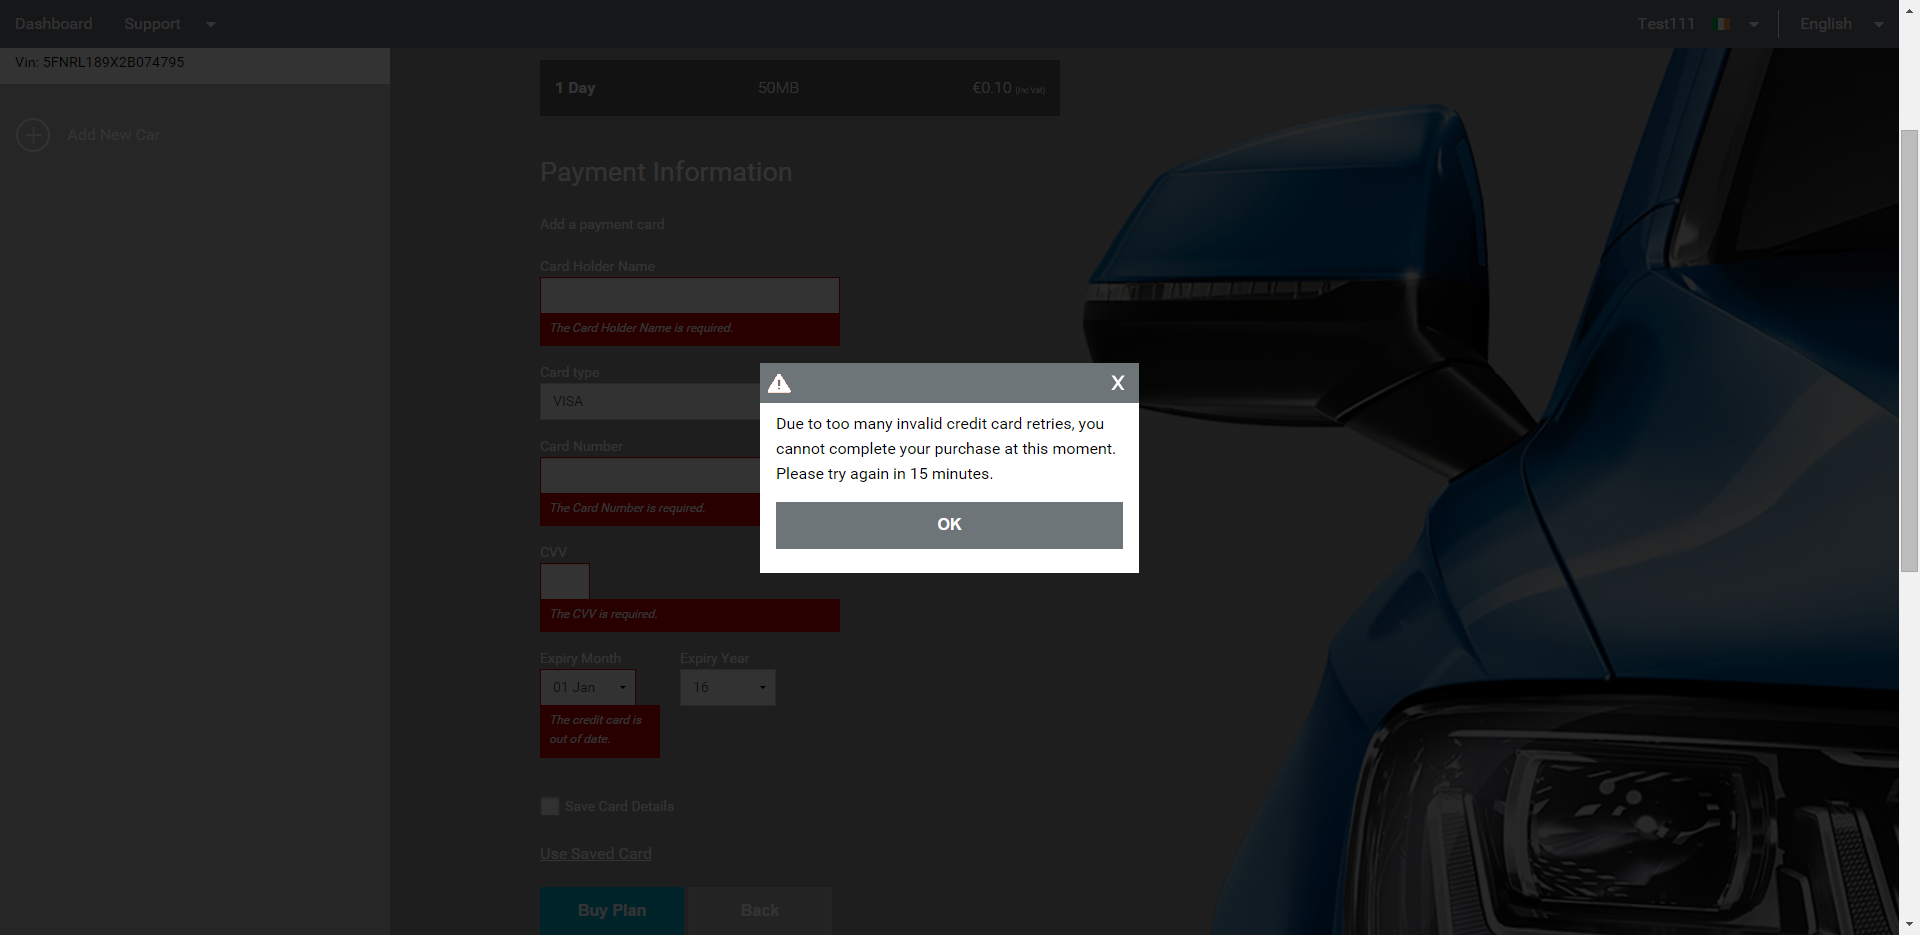 Dashboard Support
Test111 English
Vin: 5FNRL189X2B074795
Add New Car
1 Day 50MB €0.10 (Inc Vat)
Payment Information
Add a payment card
Card Holder Name
The Card Holder Name is required.
Card type
VISA
Card Number
The Card Number is required.
CVV
The CVV is required.
Expiry Month Expiry Year
01 Jan 16
The credit card is
out of date.
Save Card Details
Use Saved Card
Buy Plan Back
X
Due to too many invalid credit card retries, you
cannot complete your purchase at this moment.
Please try again in 15 minutes.
OK